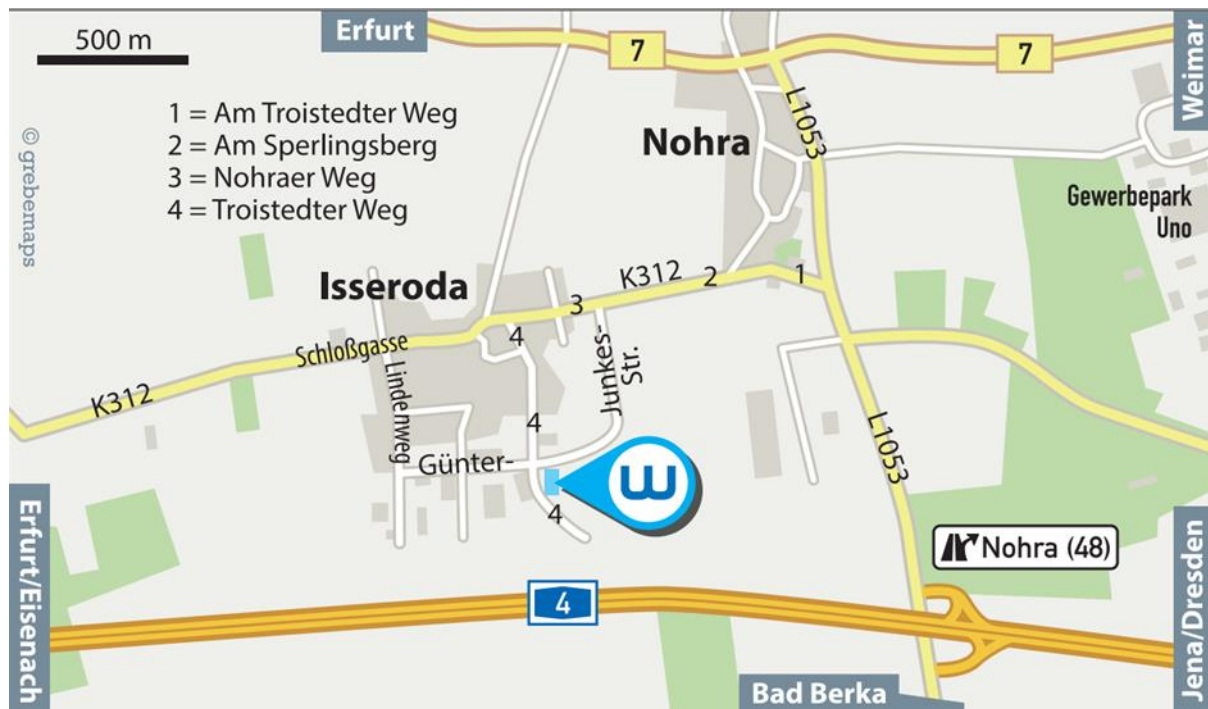 500 m
Erfurt
7
7
Weimar
© grebemaps
1 = Am Troistedter Weg
2 = Am Sperlingsberg
3 = Nohraer Weg
4 = Troistedter Weg
Nohra
L1053
Gewerbepark
Uno
Isseroda
K312
2
1
3
4
Schloßgasse
K312
Lindenweg
Junkes-
Str.
4
Günter-
W
4
L1053
Nohra (48)
Erfurt/Eisenach
4
Jena/Dresden
Bad Berka